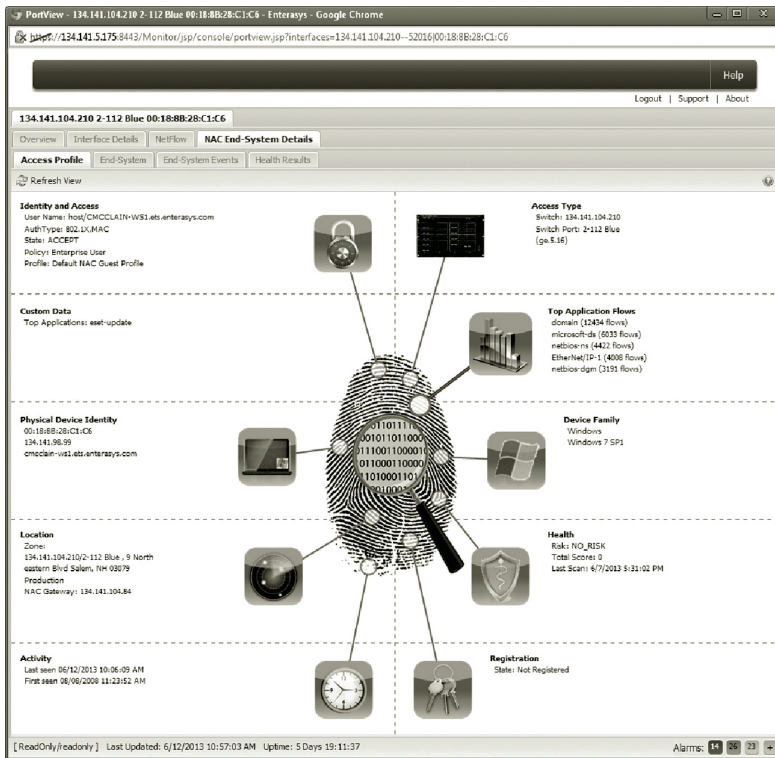 PortView - 134.141.104.210 2-112 Blue 00:18:8B:28:C1:C6 - Enterasys - Google Chrome
https://134.141.5.175:8443/Monitor/jsp/console/portview.jsp?interfaces=134.141.104.210--52016|00:18:8B:28:C1:C6
Help
Logout | Support | About
134.141.104.210 2-112 Blue 00:18:8B:28:C1:C6
Overview Interface Details NetFlow NAC End-System Details
Access Profile End-System End-System Events Health Results
Refresh View
Identity and Access
User Name: host/CMCCLAIN-WS1.ets.enterasys.com
AuthType: 802.1X,MAC
State: ACCEPT
Policy: Enterprise User
Profile: Default NAC Guest Profile
Access Type
Switch: 134.141.104.210
Switch Port: 2-112 Blue
(ge.5.16)
Custom Data
Top Applications: eset-update
Top Application Flows
domain (12434 flows)
microsoft-ds (6033 flows)
netbios-ns (4422 flows)
EtherNet/IP-1 (4008 flows)
netbios-dgm (3191 flows)
Physical Device Identity
00:18:8B:28:C1:C6
134.141.98.99
cmcclain-ws1.ets.enterasys.com
Device Family
Windows
Windows 7 SP1
Location
Zone:
134.141.104.210/2-112 Blue , 9 North
eastern Blvd Salem, NH 03079
Production
NAC Gateway: 134.141.104.84
Health
Risk: NO_RISK
Total Score: 0
Last Scan: 6/7/2013 5:31:02 PM
Activity
Last seen 06/12/2013 10:06:09 AM
First seen 08/08/2008 11:23:52 AM
Registration
State: Not Registered
[ ReadOnly/readonly ] Last Updated: 6/12/2013 10:57:03 AM Uptime: 5 Days 19:11:37
Alarms: 14 26 23